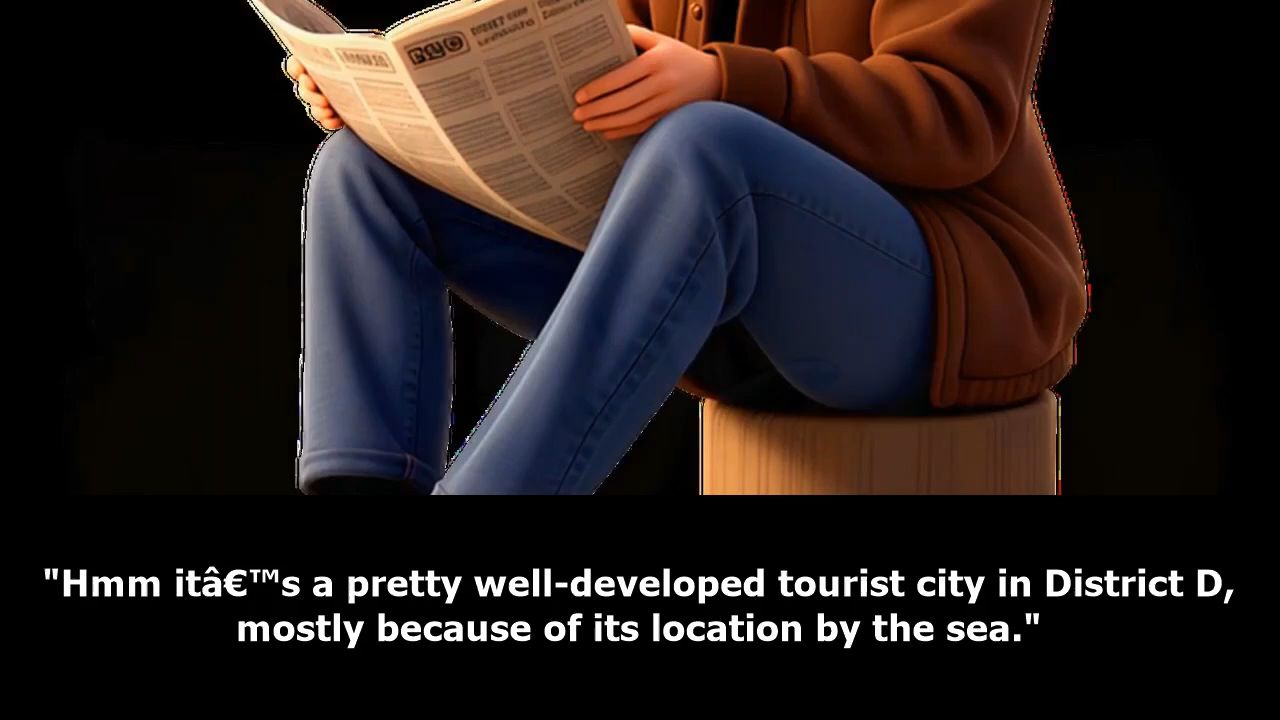 "Hmm itâ€™s a pretty well-developed tourist city in District D,
mostly because of its location by the sea."